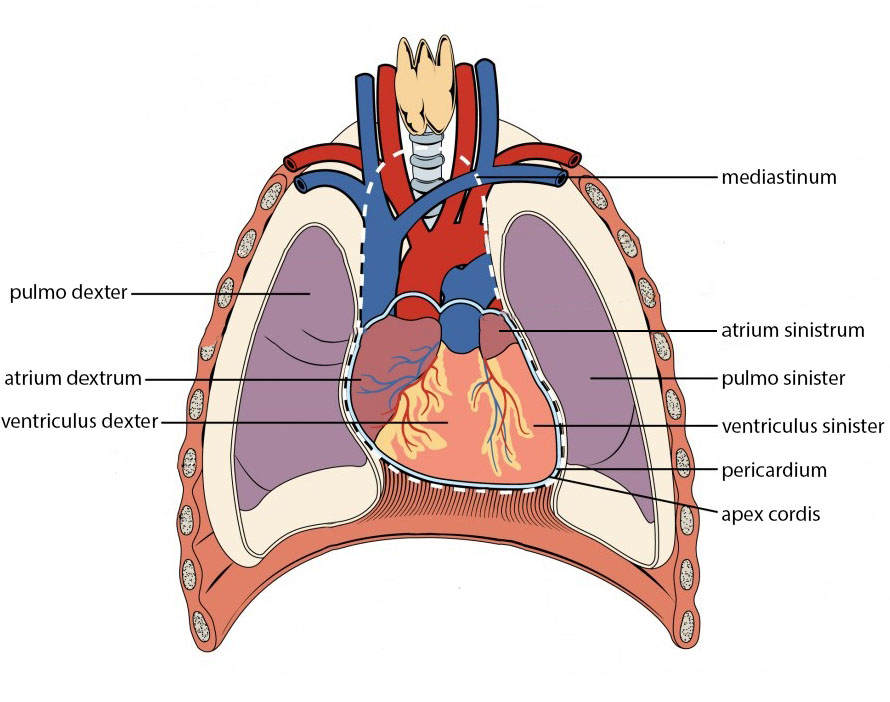 mediastinum
pulmo dexter
atrium sinistrum
atrium dextrum
pulmo sinister
ventriculus dexter
ventriculus sinister
pericardium
apex cordis